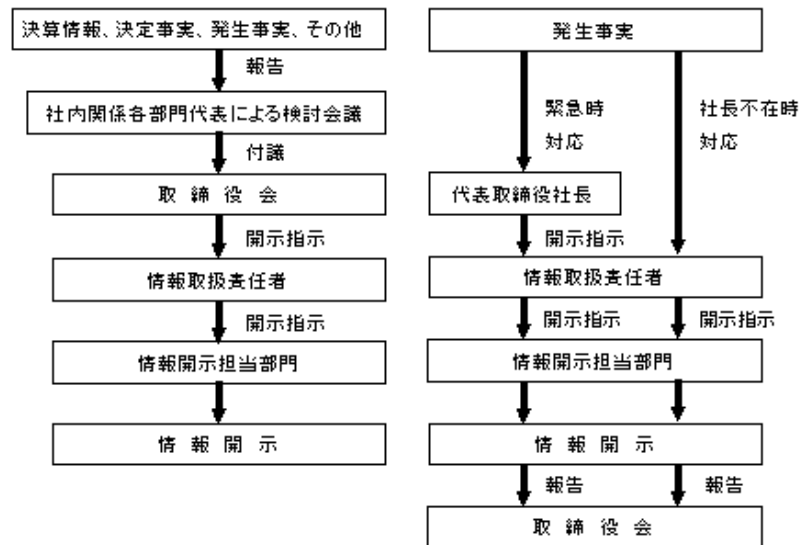 決算情報、決定事実、発生事実、その他
報告
社内関係各部門代表による検討会議
付議
取締役会
開示指示
情報取扱責任者
開示指示
情報開示担当部門
情報開示
発生事実
緊急時
対応
社長不在時
対応
代表取締役社長
開示指示
情報取扱責任者
開示指示
開示指示
情報開示担当部門
情報開示
報告
報告
取締役会